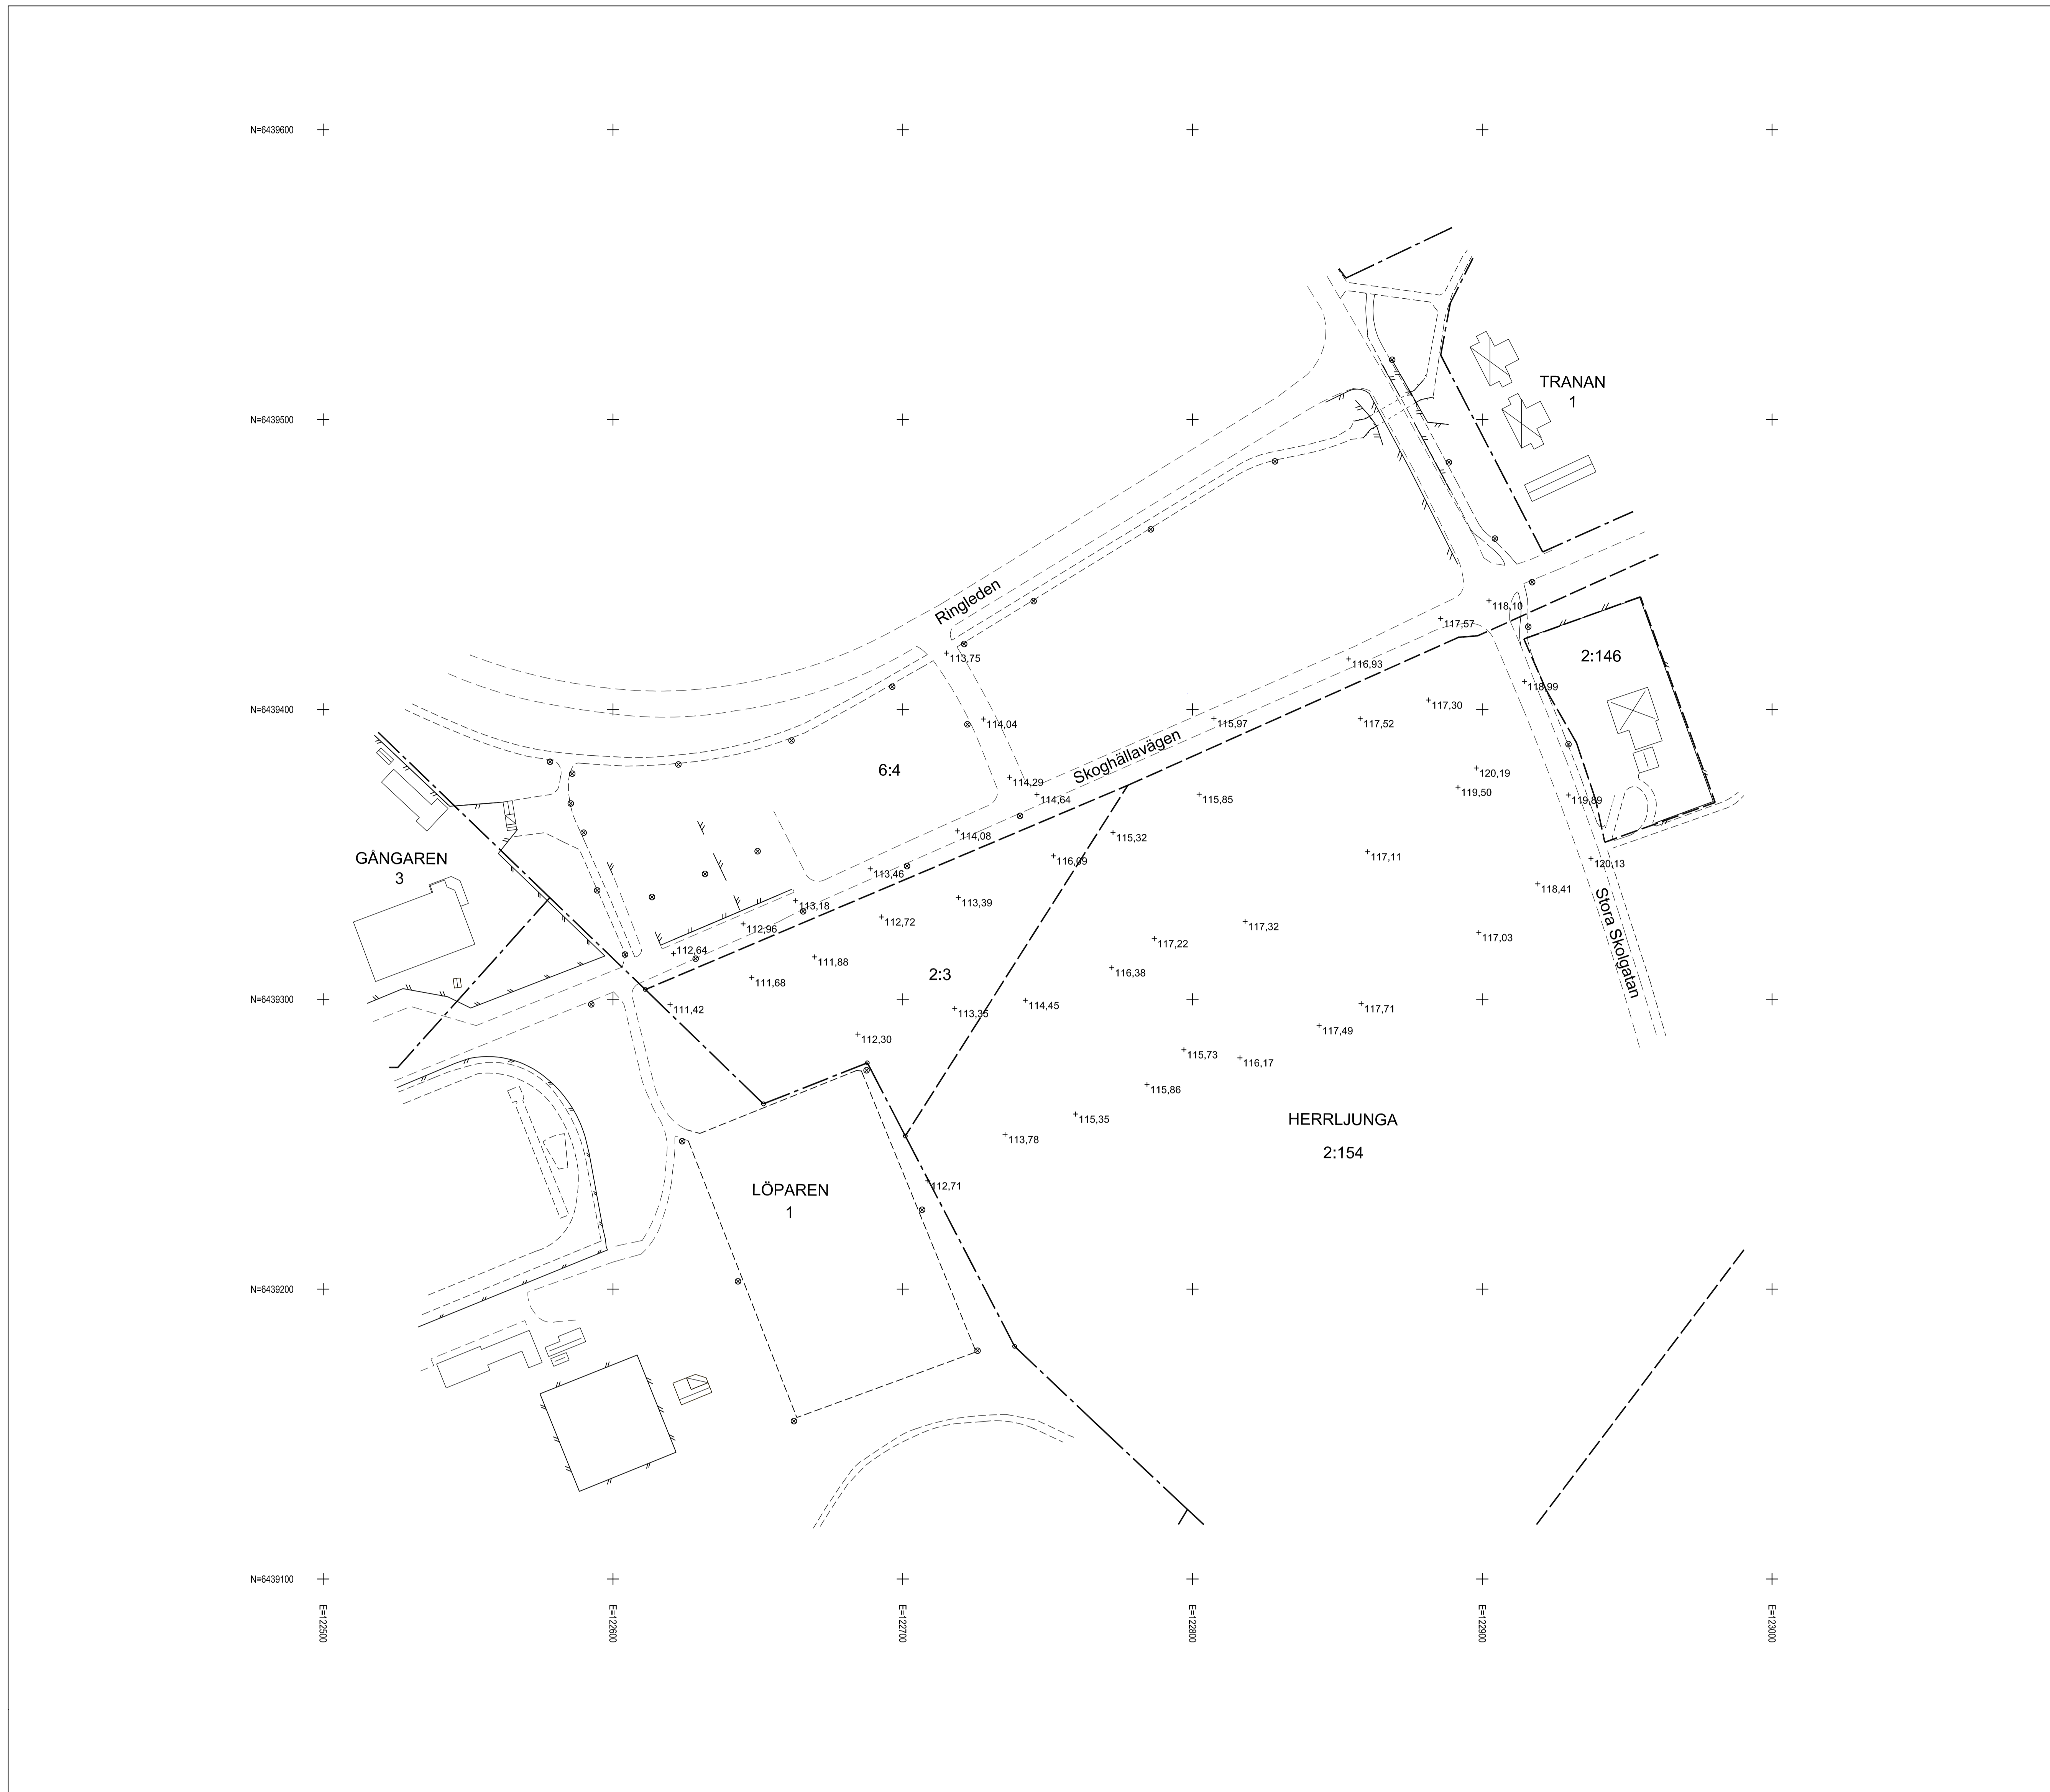 N=6439600
TRANAN
1
N=6439500
Ringleden
118,10
117,57
113,75
116,93
2:146
118,99
117,30
N=6439400
114,04
115,97
117,52
Skoghällavägen
6:4
120,19
114,29
119,50
114,64
115,85
119,89
114,08
115,32
117,11
GÅNGAREN
3
116,09
120,13
113,46
118,41
113,39
113,18
112,72
117,32
112,96
117,03
Stora Skolgatan
117,22
112,64
111,88
116,38
2:3
111,68
N=6439300
114,45
111,42
113,35
117,71
117,49
112,30
115,73
116,17
115,86
115,35
HERRLJUNGA
2:154
113,78
112,71
LÖPAREN
1
N=6439200
N=6439100
E=122500
E=122600
E=122700
E=122800
E=122900
E=123000